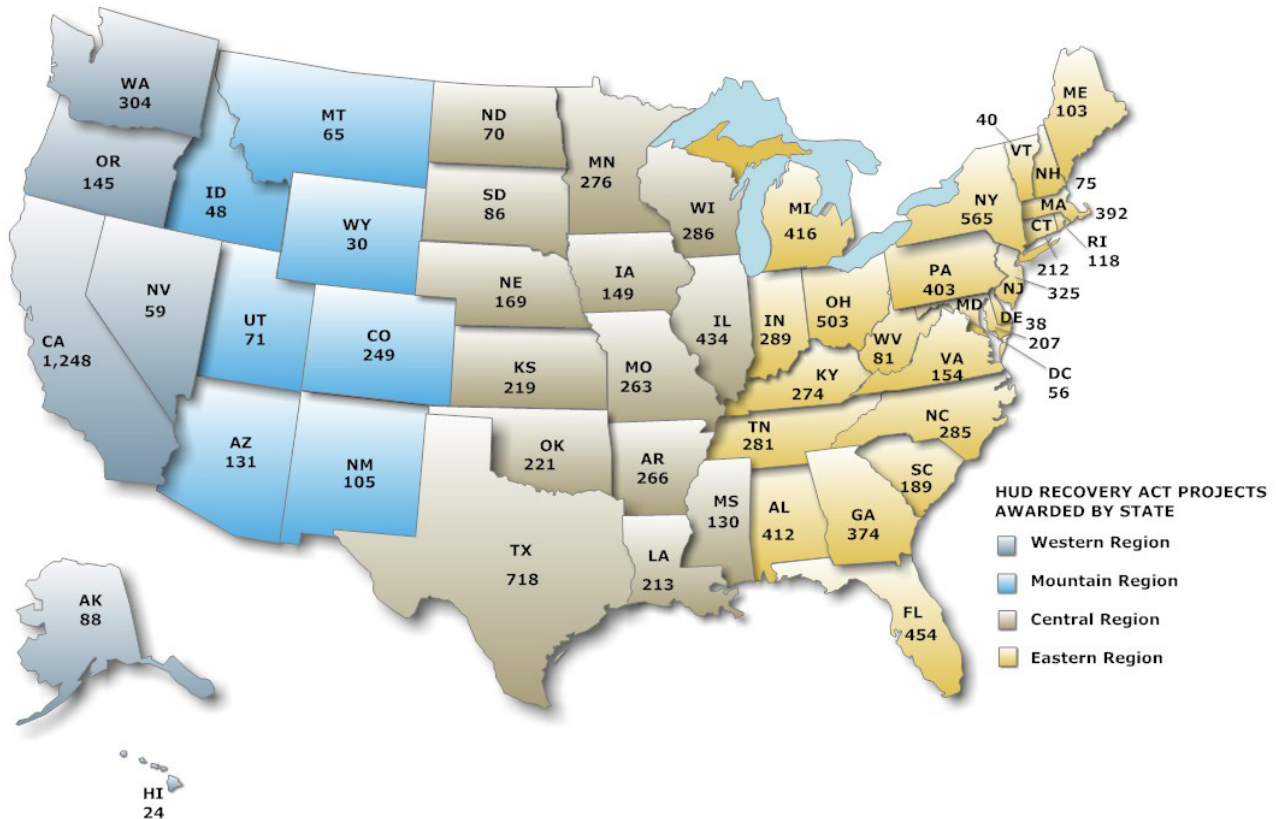 WA
304
OR
145
CA
1,248
NV
59
ID
48
MT
65
WY
30
UT
71
CO
249
AZ
131
NM
105
ND
70
SD
86
NE
169
KS
219
OK
221
TX
718
MN
276
IA
149
MO
263
AR
266
LA
213
WI
286
IL
434
MS
130
MI
416
IN
289
OH
503
KY
274
TN
281
AL
412
GA
374
FL
454
SC
189
NC
285
VA
154
WV
81
PA
403
NY
565
40
VT
NH
75
ME
103
MA
392
CT
212
RI
118
NJ
325
DE
38
MD
207
DC
56
AK
88
HI
24
HUD RECOVERY ACT PROJECTS
AWARDED BY STATE
Western Region
Mountain Region
Central Region
Eastern Region